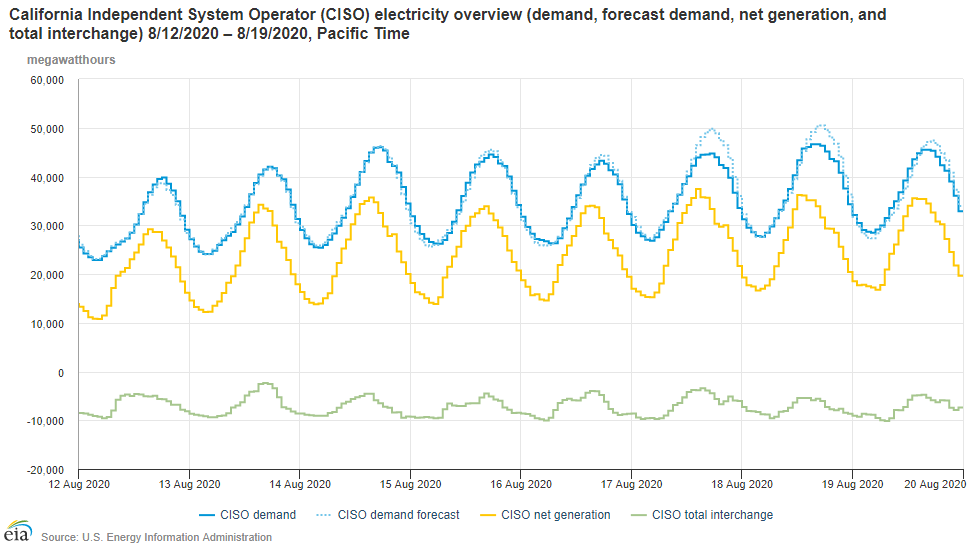 California Independent System Operator (CISO) electricity overview (demand, forecast demand, net generation, and
total interchange) 8/12/2020 – 8/19/2020, Pacific Time
megawatthours
60,000
50,000
40,000
30,000
20,000
10,000
0
-10,000
-20,000
12 Aug 2020 13 Aug 2020 14 Aug 2020 15 Aug 2020 16 Aug 2020 17 Aug 2020 18 Aug 2020 19 Aug 2020 20 Aug 2020
CISO demand CISO demand forecast CISO net generation CISO total interchange
eia Source: U.S. Energy Information Administration